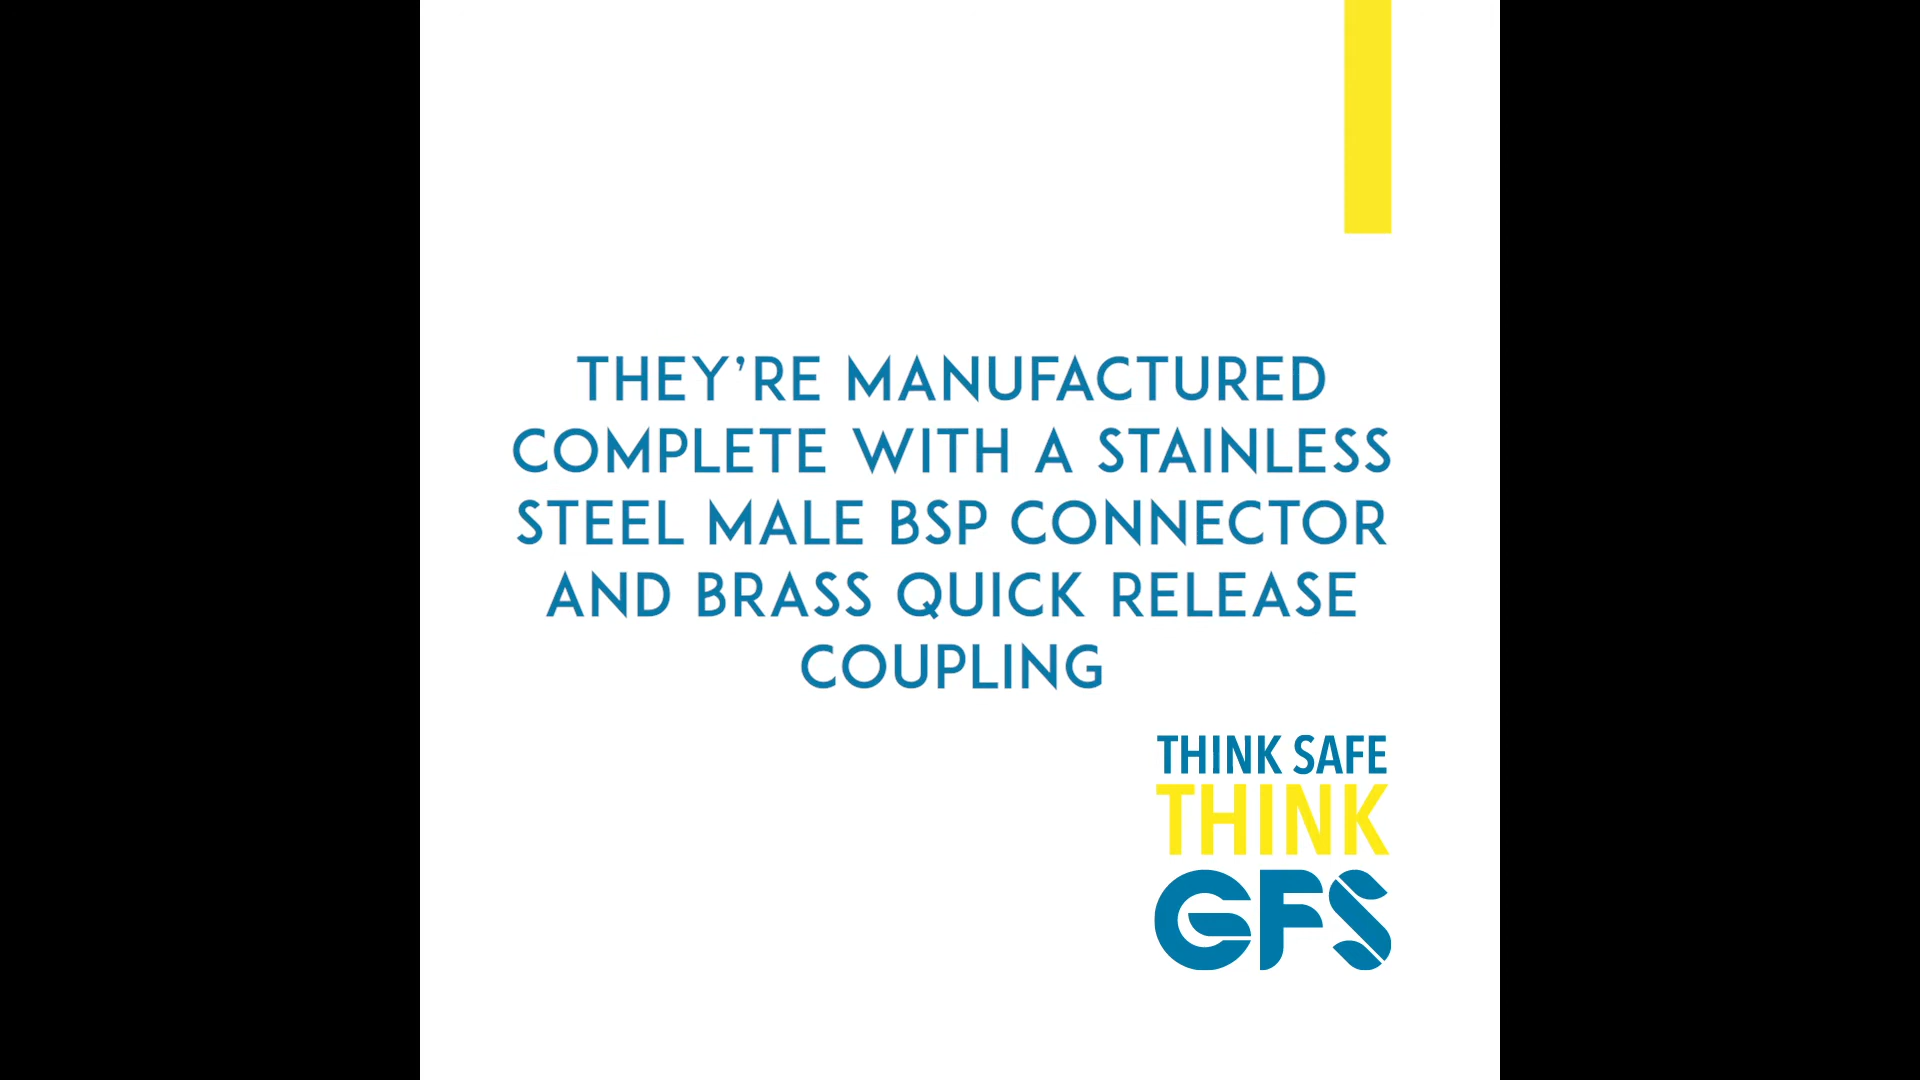 THEY’RE MANUFACTURED
COMPLETE WITH A STAINLESS
STEEL MALE BSP CONNECTOR
AND BRASS QUICK RELEASE
COUPLING
THINK SAFE
THINK
GFS